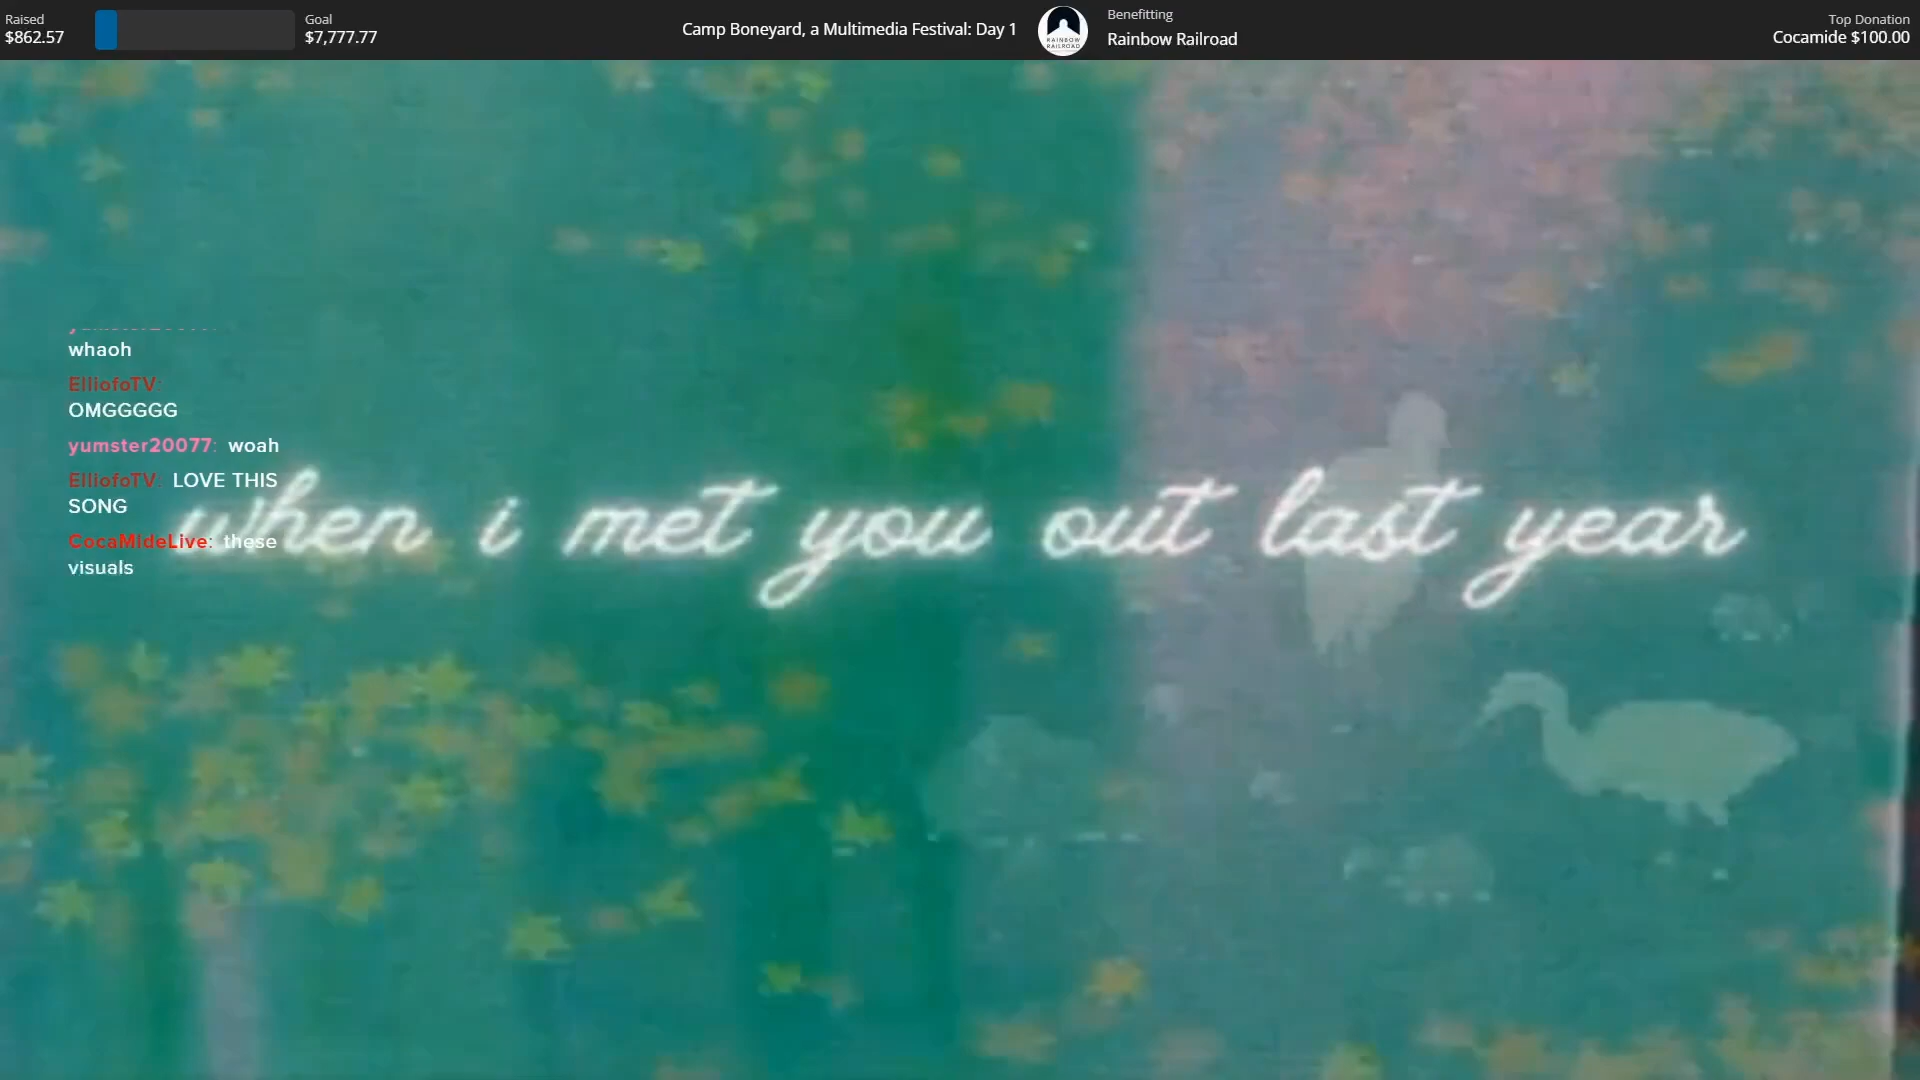 Raised
$862.57
Goal
$7,777.77
Camp Boneyard, a Multimedia Festival: Day 1
RAINBOW
RAILROAD
Benefitting
Rainbow Railroad
Top Donation
Cocamide $100.00
whaoh
ElliofoTV:
OMGGGGG
yumster20077: woah
ElliofoTV: LOVE THIS
SONG
CocaMideLive: these
visuals
when i met you out last year